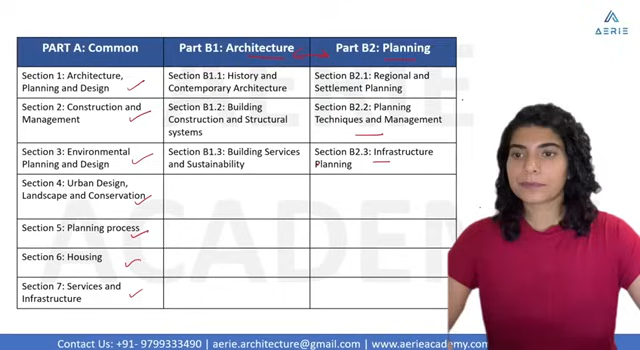 AERIE
PART A: Common
Part B1: Architecture
Part B2: Planning
Section 1: Architecture,
Planning and Design
Section B1.1: History and
Contemporary Architecture
Section B2.1: Regional and
Settlement Planning
Section 2: Construction and
Management
Section B1.2: Building
Construction and Structural
systems
Section B2.2: Planning
Techniques and Management
Section 3: Environmental
Planning and Design
Section B1.3: Building Services
and Sustainability
Section B2.3: Infrastructure
Planning
Section 4: Urban Design,
Landscape and Conservation
Section 5: Planning process
Section 6: Housing
Section 7: Services and
Infrastructure
ACADEM
Contact Us: +91- 9799333490 | aerie.architecture@gmail.com | www.aerieacademy.com